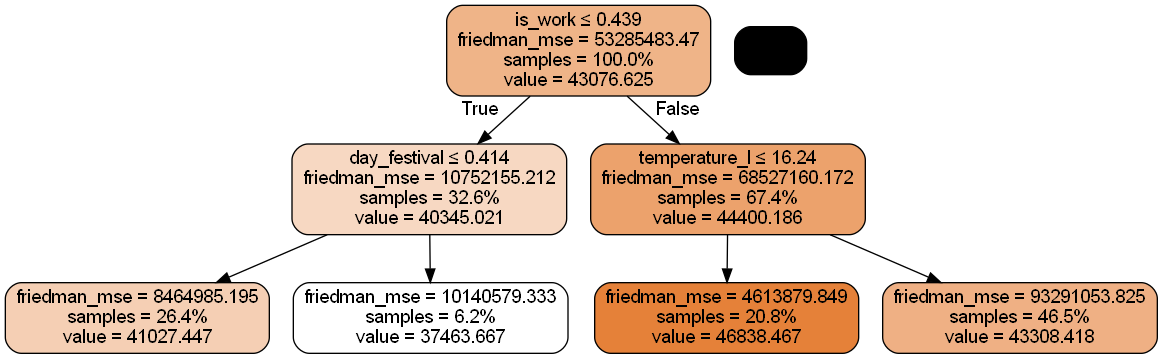 is_work ≤ 0.439
friedman_mse = 53285483.47
samples = 100.0%
value = 43076.625
True
False
day_festival ≤ 0.414
friedman_mse = 10752155.212
samples = 32.6%
value = 40345.021
temperature_l ≤ 16.24
friedman_mse = 68527160.172
samples = 67.4%
value = 44400.186
friedman_mse = 8464985.195
samples = 26.4%
value = 41027.447
friedman_mse = 10140579.333
samples = 6.2%
value = 37463.667
friedman_mse = 4613879.849
samples = 20.8%
value = 46838.467
friedman_mse = 93291053.825
samples = 46.5%
value = 43308.418